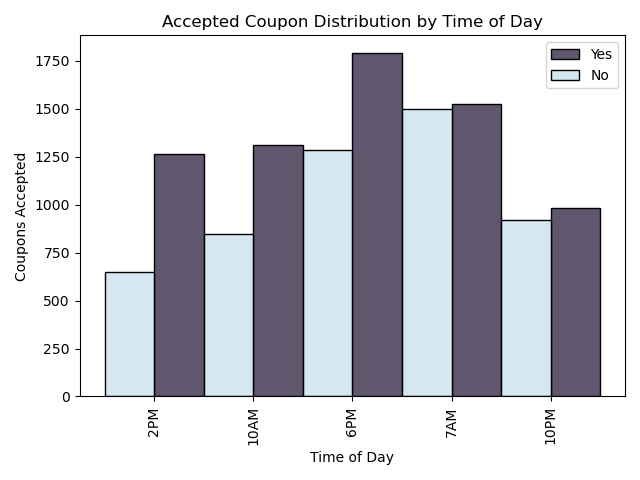 Accepted Coupon Distribution by Time of Day
Yes
No
1750
1500
1250
1000
750
500
250
0
Coupons Accepted
2PM
10AM
6PM
7AM
10PM
Time of Day